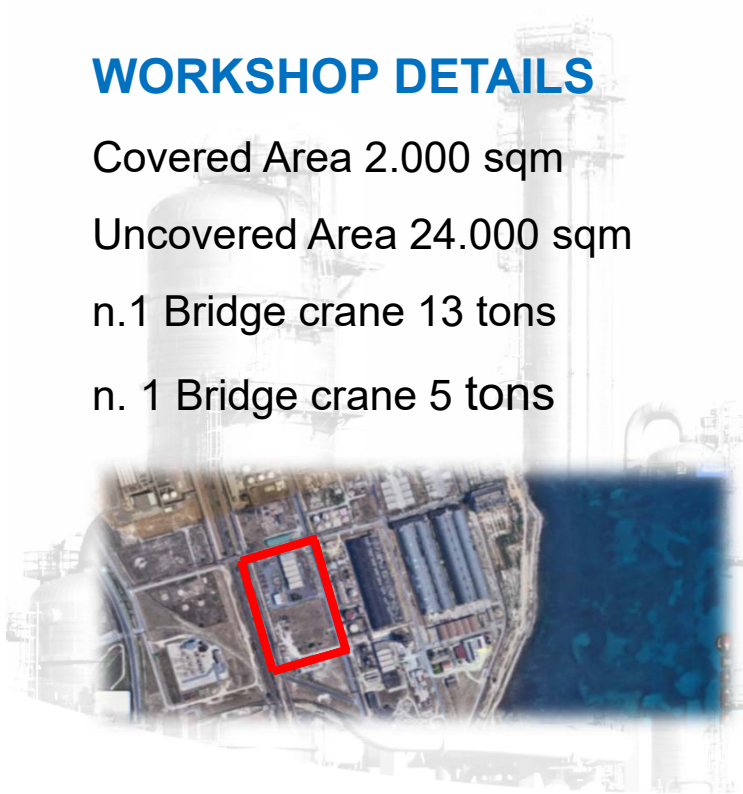 WORKSHOP DETAILS
Covered Area 2.000 sqm
Uncovered Area 24.000 sqm
n.1 Bridge crane 13 tons
n. 1 Bridge crane 5 tons